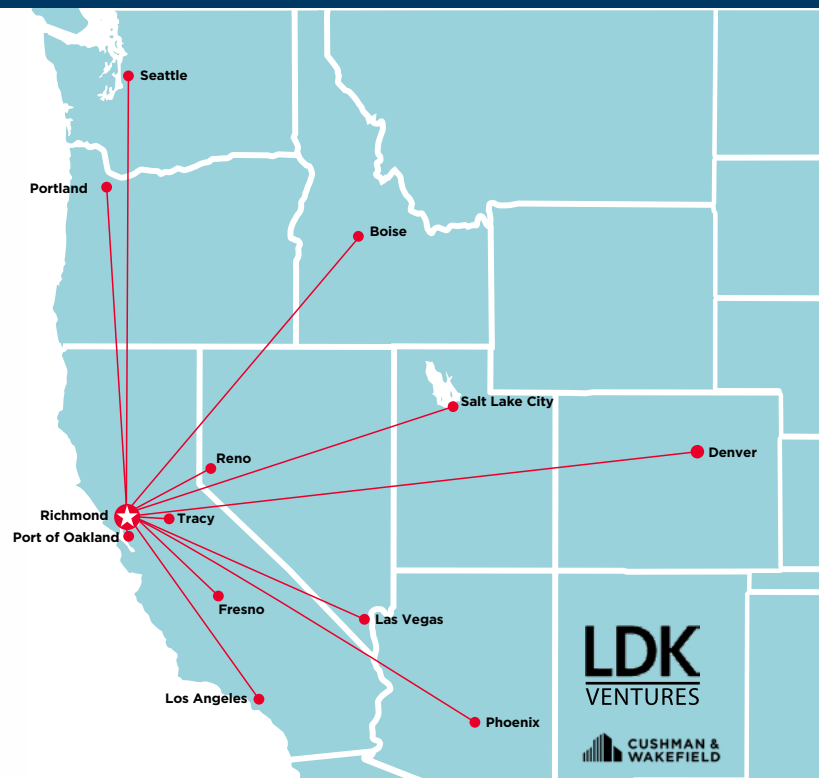 Seattle
Portland
Boise
Salt Lake City
Denver
Reno
Richmond
Tracy
Port of Oakland
Fresno
Las Vegas
Los Angeles
Phoenix
LDK
VENTURES
CUSHMAN &
WAKEFIELD